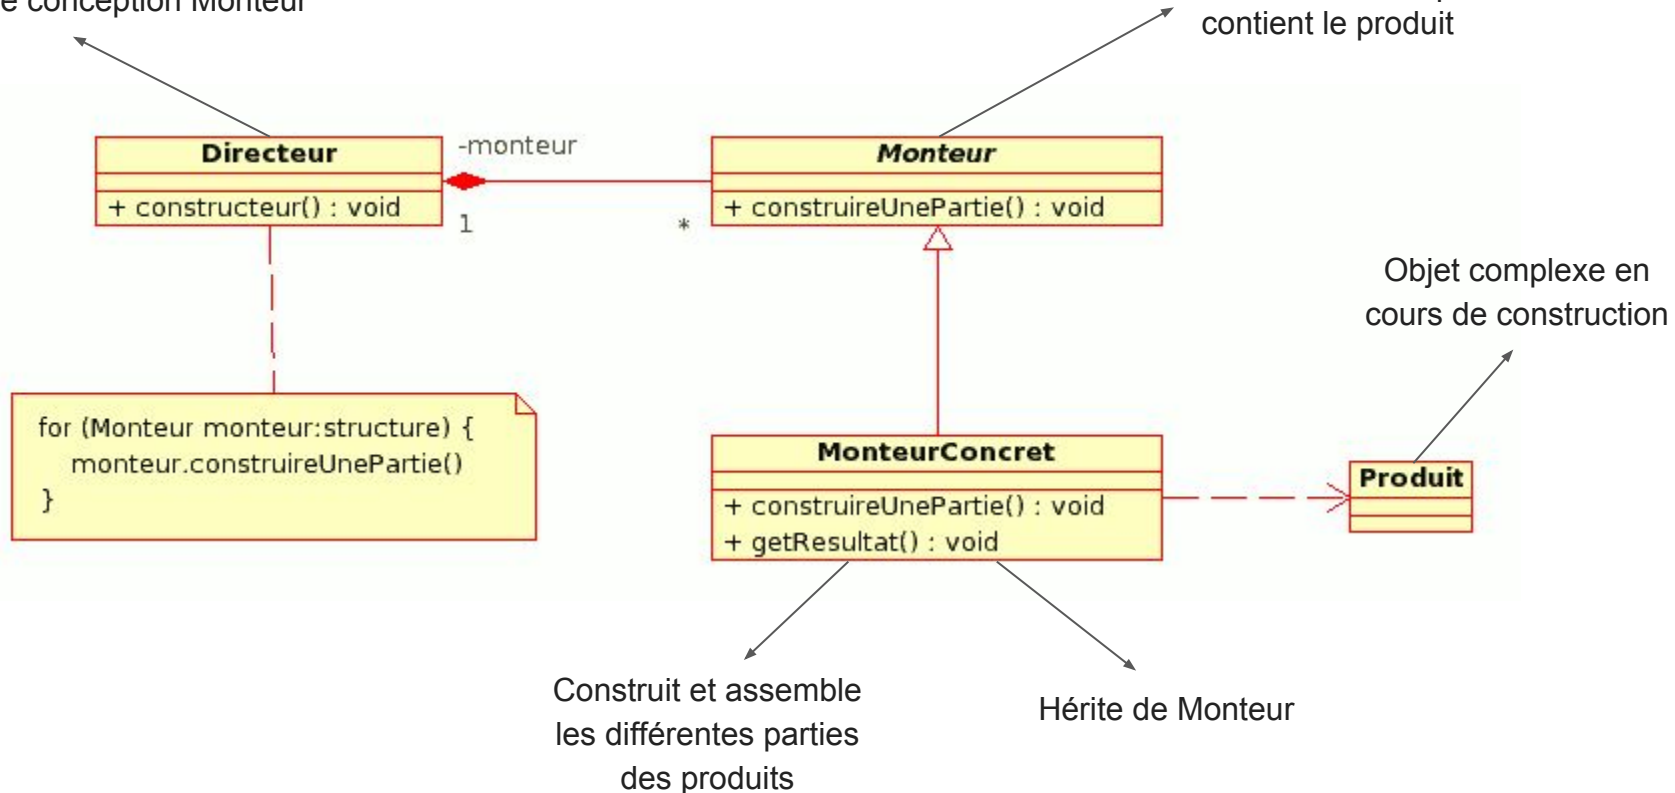 conception Monteur
contient le produit
Directeur
-monteur
Monteur
+ constructeur() : void
1
*
+ construireUnePartie() : void
Objet complexe en
cours de construction
for (Monteur monteur:structure) {
monteur.construireUnePartie()
}
MonteurConcret
+ construireUnePartie() : void
+ getResultat() : void
Produit
Construit et assemble
les différentes parties
des produits
Hérite de Monteur